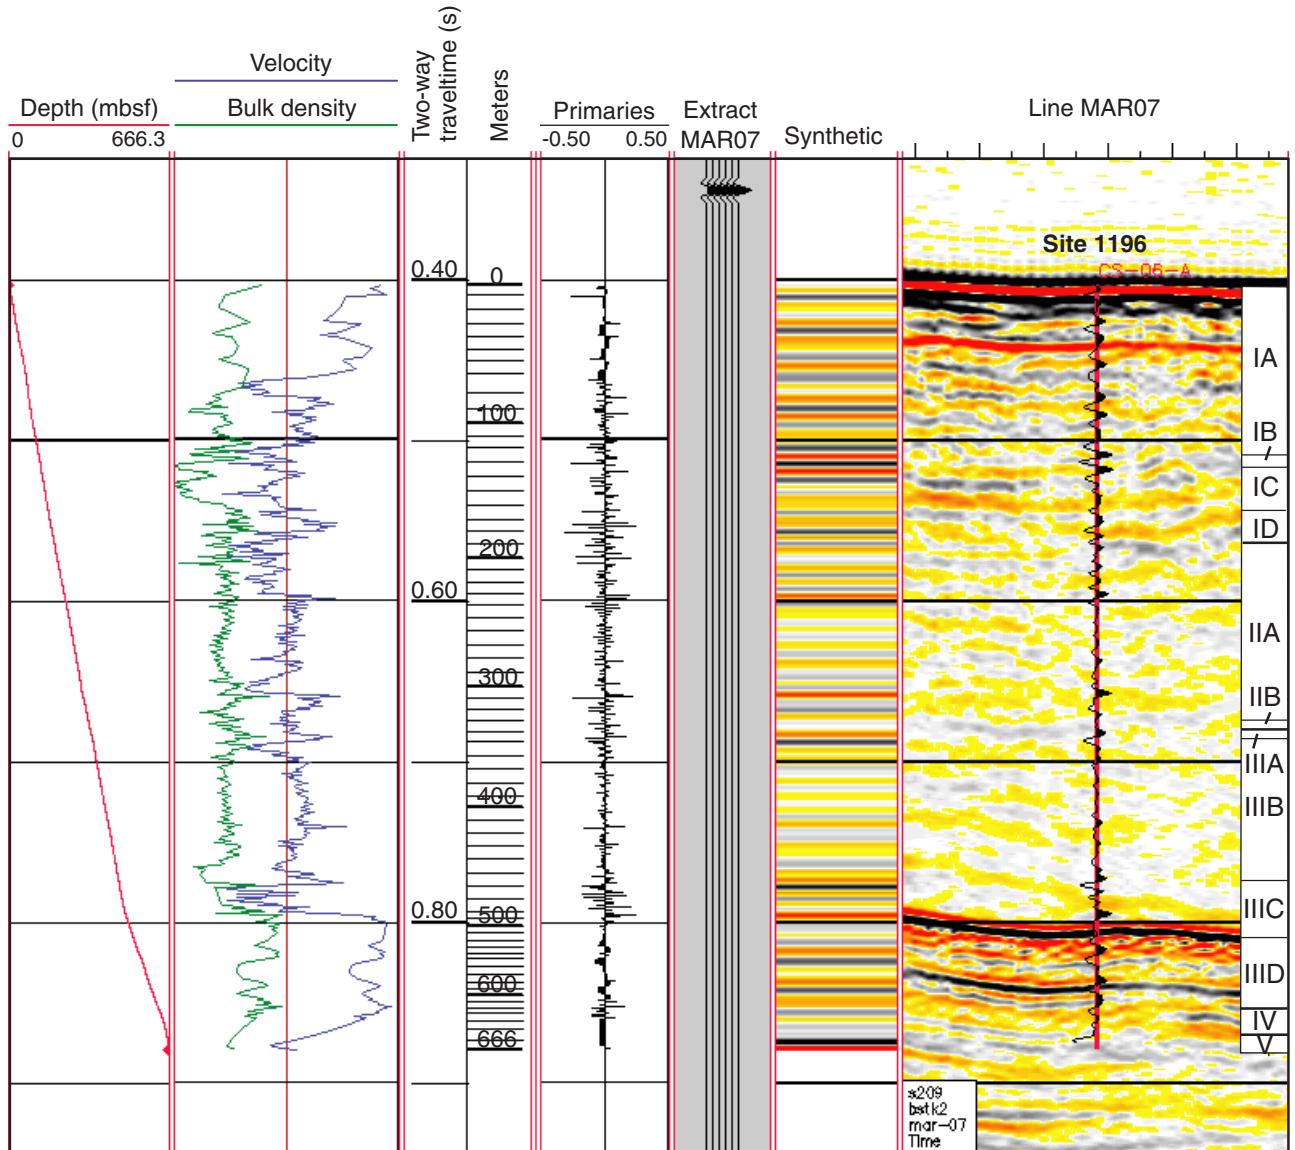 Velocity
Depth (mbsf)
Bulk density
Two-way
traveltime (s)
Meters
Primaries
Extract
MAR07
Synthetic
Line MAR07
0 666.3
-0.50 0.50
Site 1196
CS-06-A
0.40
0
IA
100
IB
IC
ID
200
0.60
IIA
300
IIB
IIIA
400
IIIB
0.80
500
IIIC
600
IIID
IV
666
V
s209
bstk2
mar-07
Time